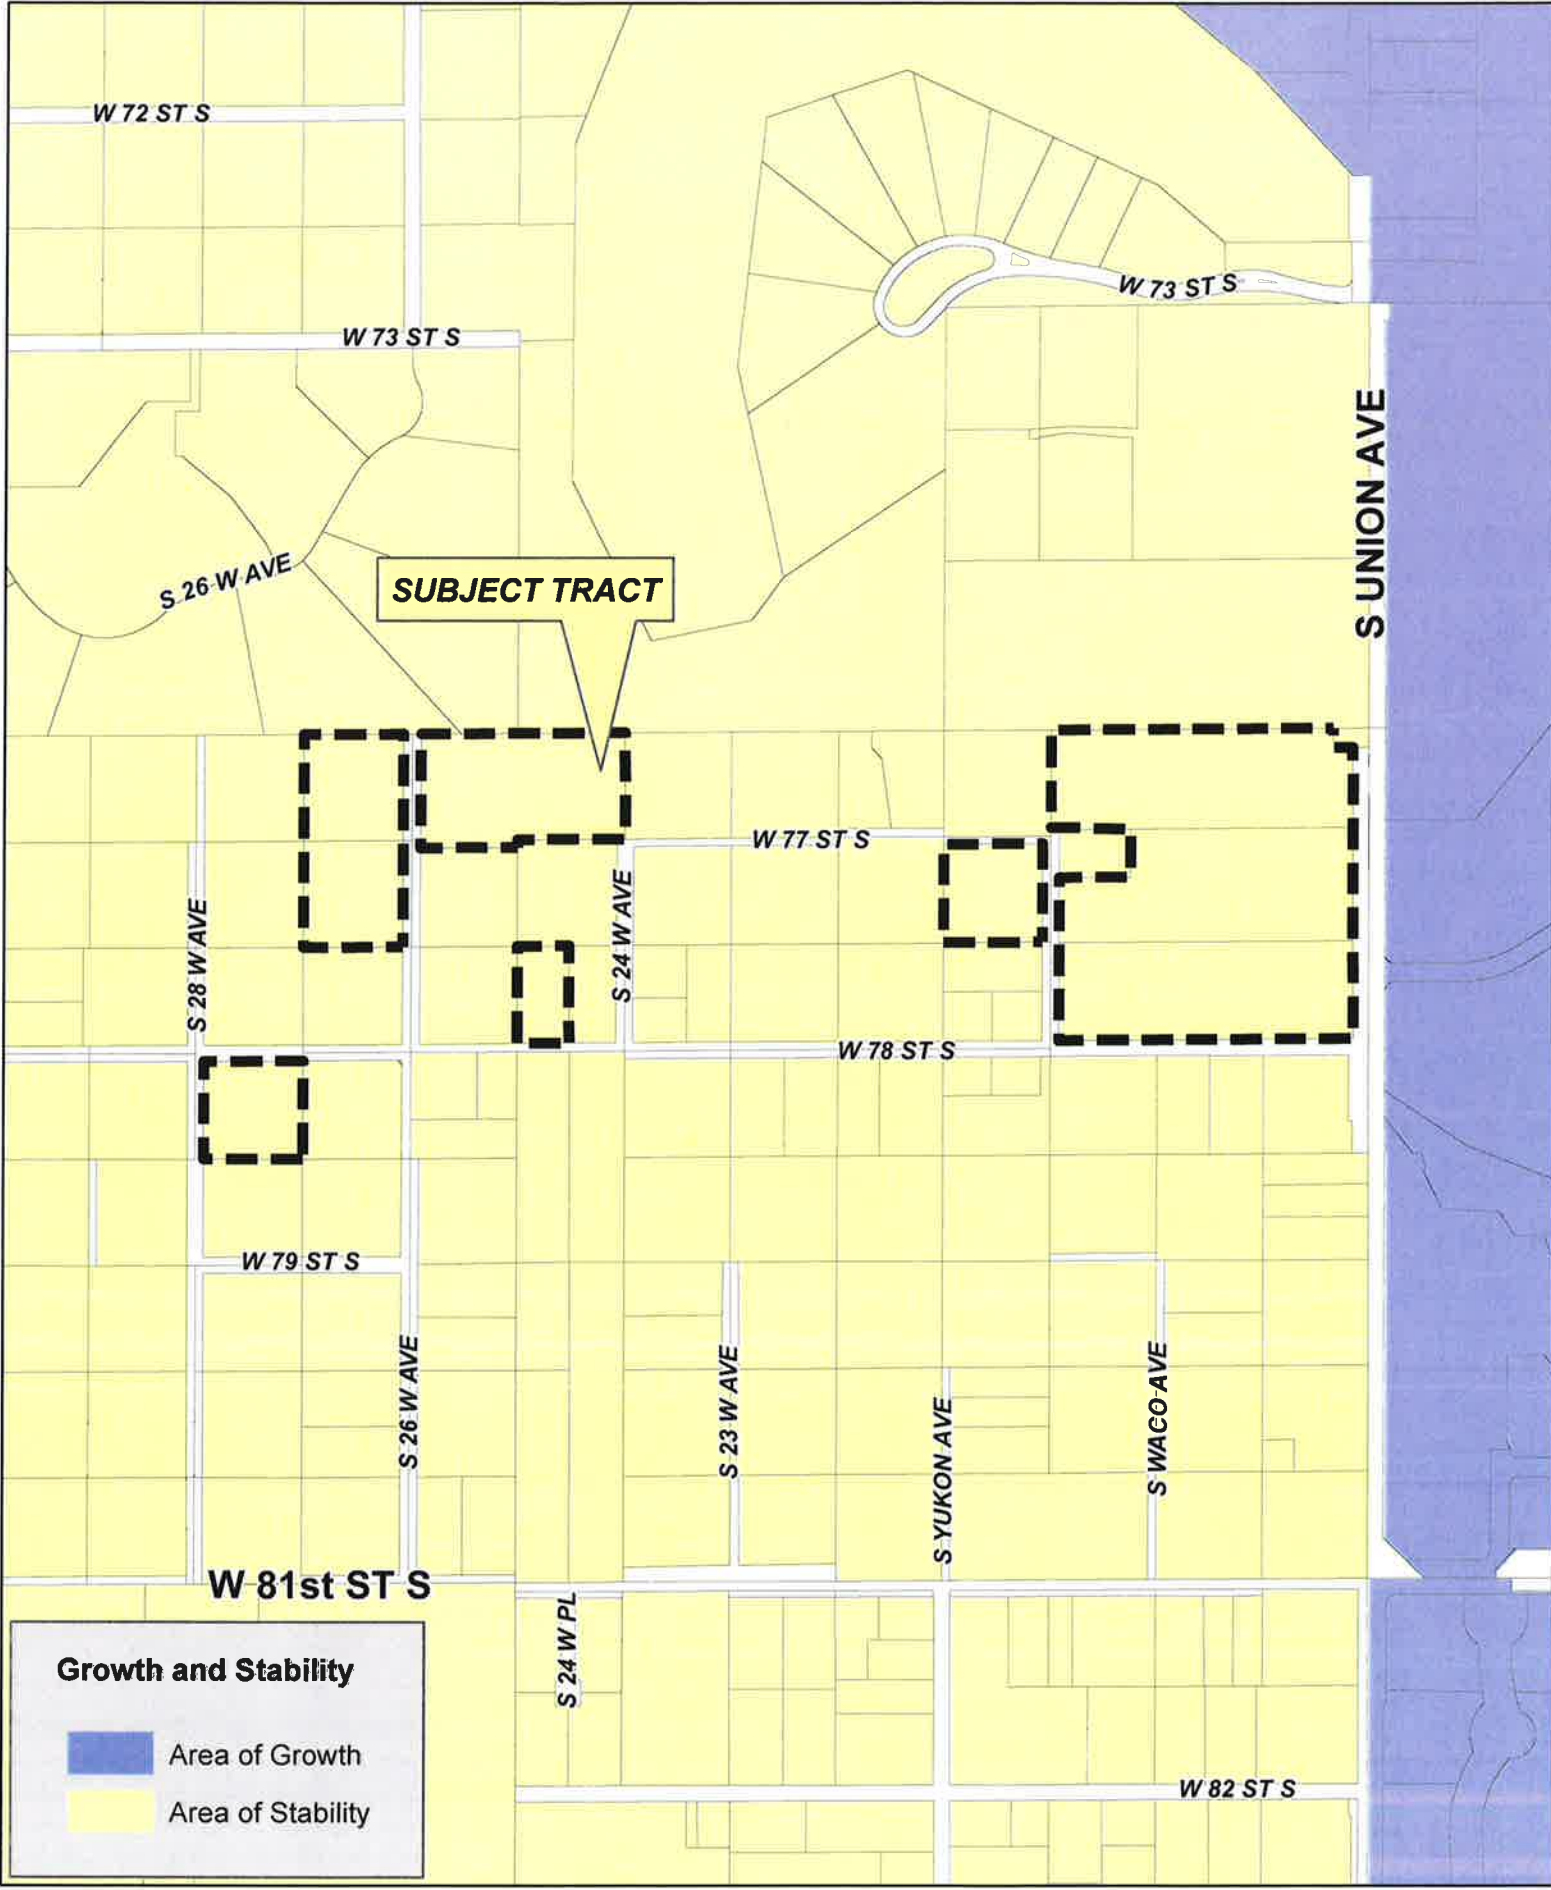 W 72 ST S
W 73 ST S
W 73 ST S
S UNION AVE
S 26 W AVE
SUBJECT TRACT
W 77 ST S
S 28 W AVE
S 24 W AVE
W 78 ST S
W 79 ST S
S 26 W AVE
S 23 W AVE
S YUKON AVE
S WACO AVE
W 81st ST S
S 24 W PL
Growth and Stability
Area of Growth
Area of Stability
W 82 ST S